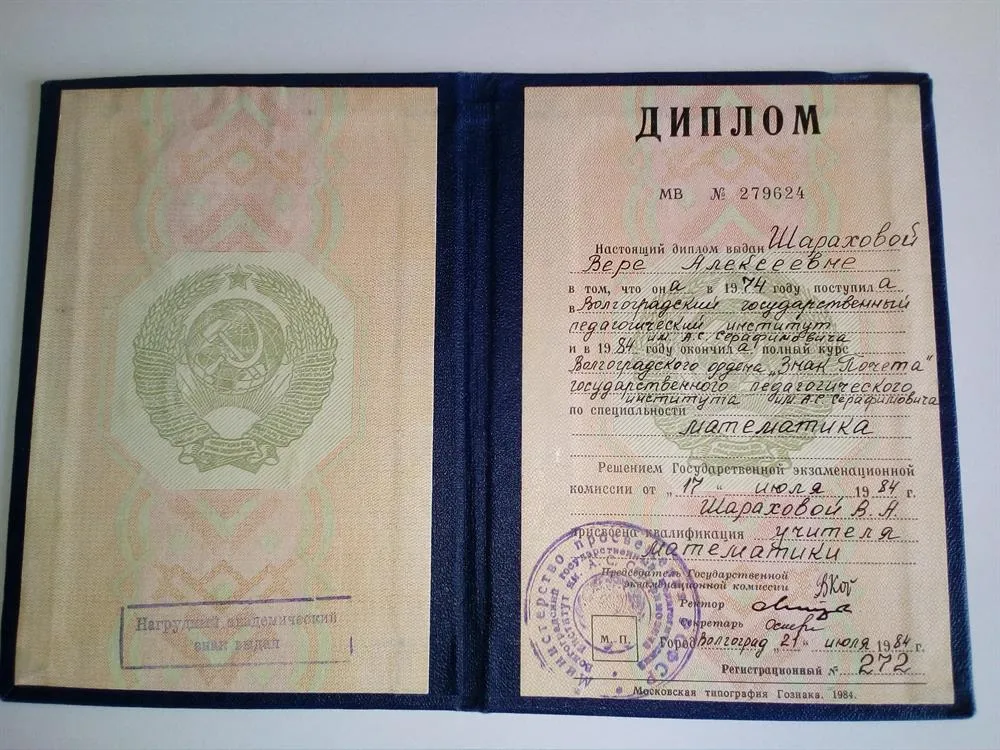 Нагрудный академический
знак выдан
ДИПЛОМ
МВ № 279624
Настоящий диплом выдан Шараховой
Вере Алексеевне
в том, что она в 1974 году поступила
в Волгоградский государственный
педагогический институт
им. А.С. Серафимовича
и в 1984 году окончила полный курс
Волгоградского ордена „Знак Почета“
государственного педагогического
института им. А.С. Серафимовича
по специальности
математика
Решением Государственной экзаменационной
комиссии от „17“ июля 1984 г.
Шараховой В. А.
присвоена квалификация учителя
математики
Председатель Государственной
экзаменационной комиссии
Ректор
Секретарь
М. П.
Город Волгоград „21“ июля 1984 г.
Регистрационный № 272
Московская типография Гознака. 1984.